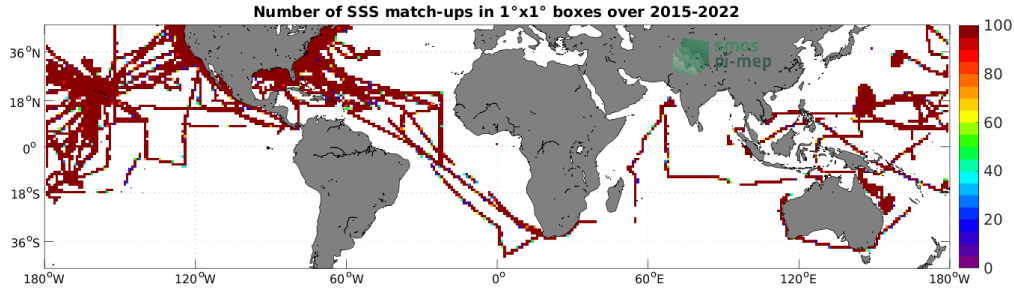 Number of SSS match-ups in 1°x1° boxes over 2015-2022
36°N
18°N
0°
18°S
36°S
180°W
120°W
60°W
0°
60°E
120°E
180°W
100
80
60
40
20
0
smos
pi-mep